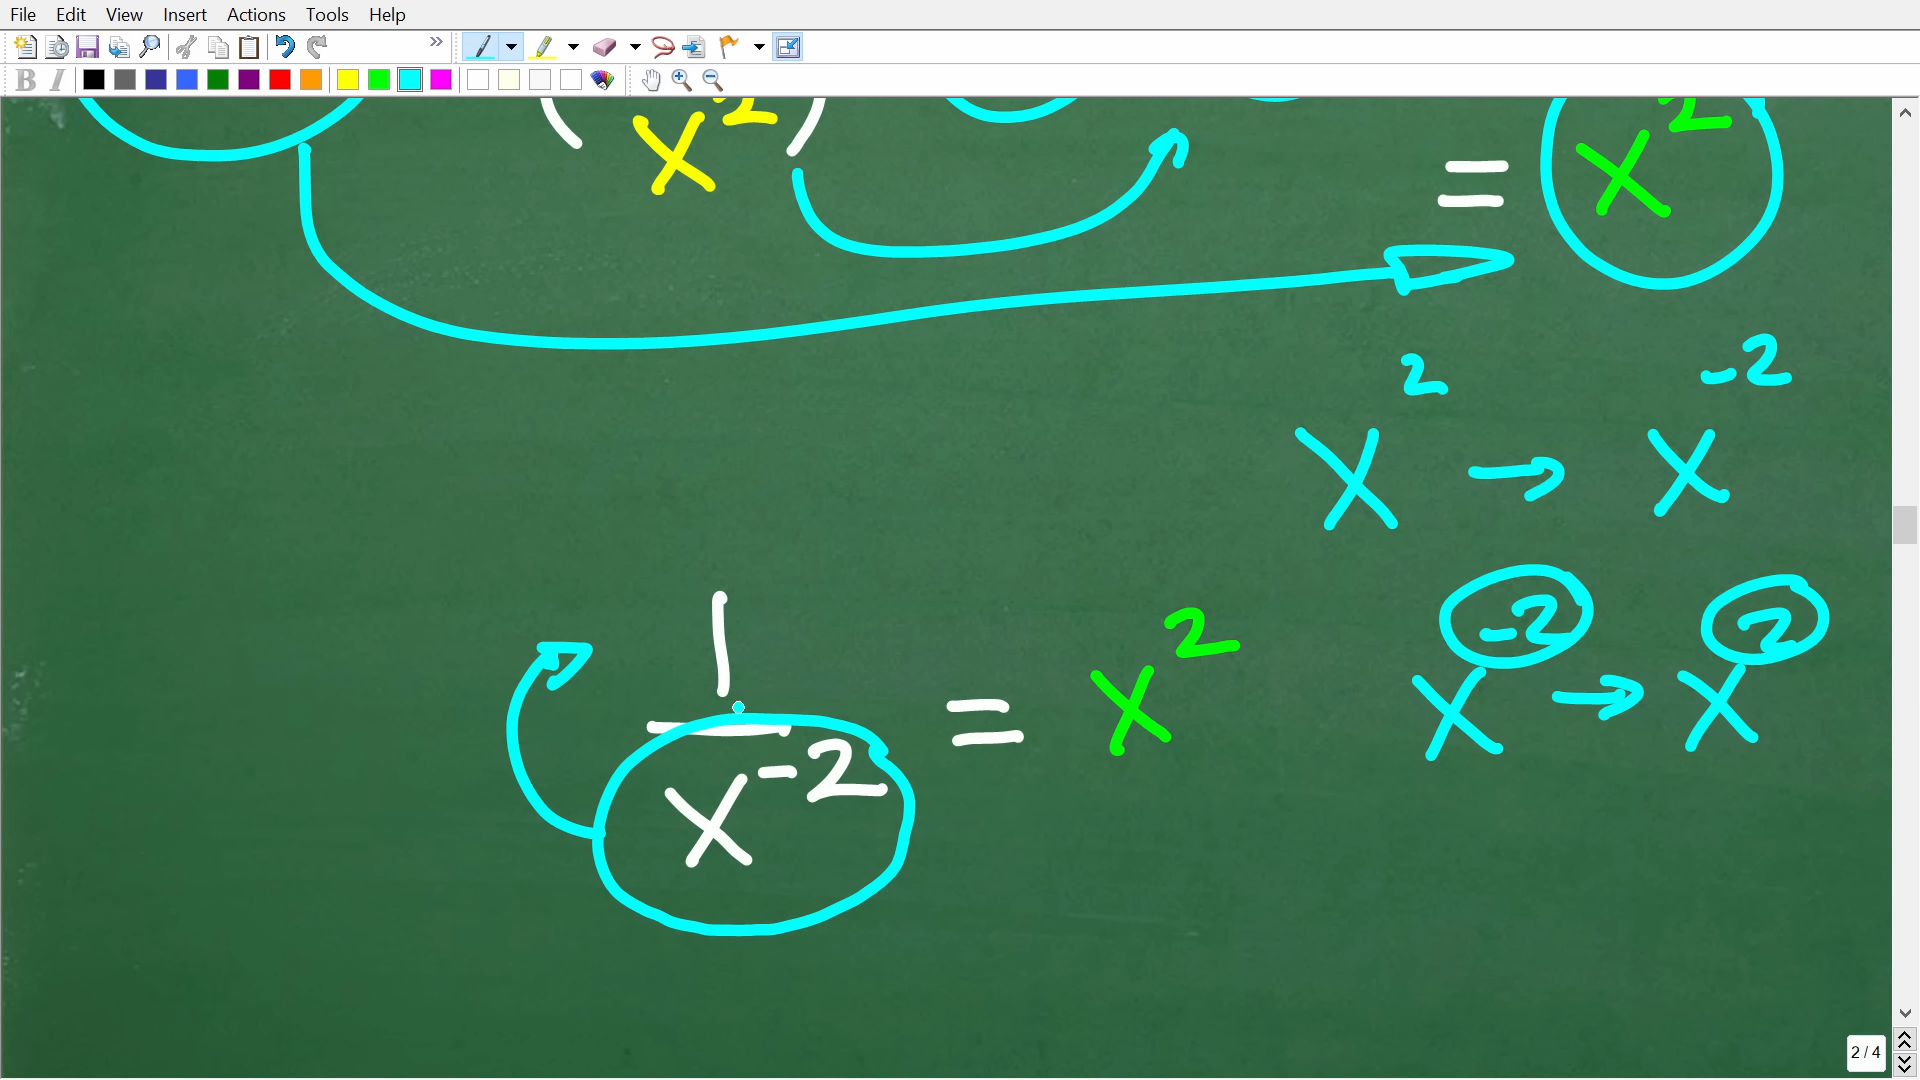 File Edit View Insert Actions Tools Help
B I
( x² )
= x²
x² → x⁻²
x⁻² → x²
1
x⁻² = x²
2 / 4